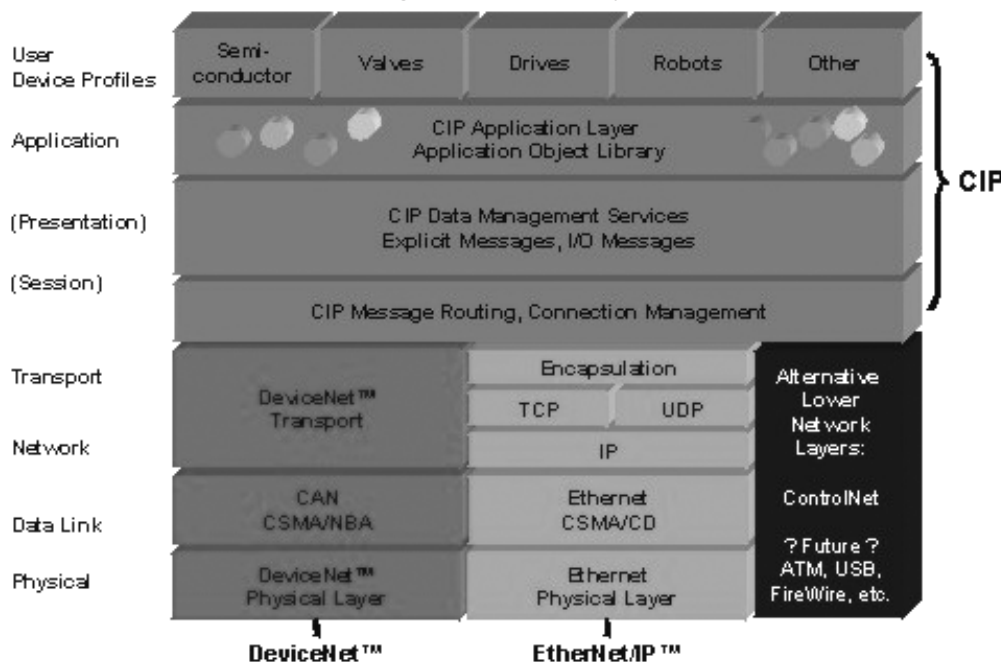 User
Device Profiles
Semi-
conductor
Valves
Drives
Robots
Other
Application
CIP Application Layer
Application Object Library
CIP
(Presentation)
CIP Data Management Services
Explicit Messages, I/O Messages
(Session)
CIP Message Routing, Connection Management
Transport
DeviceNet™
Transport
Encapsulation
TCP
UDP
Network
IP
Alternative
Lower
Network
Layers:
ControlNet
? Future ?
ATM, USB,
FireWire, etc.
Data Link
CAN
CSMA/NBA
Ethernet
CSMA/CD
Physical
DeviceNet™
Physical Layer
Ethernet
Physical Layer
DeviceNet™
EtherNet/IP™